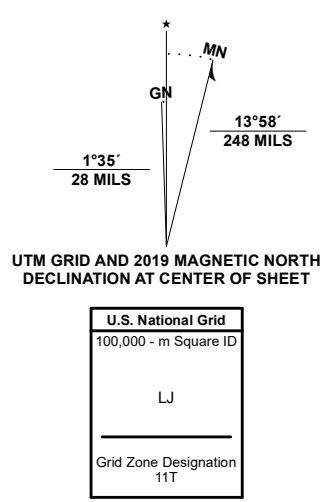 ★
MN
GN
13°58´
248 MILS
1°35´
28 MILS
UTM GRID AND 2019 MAGNETIC NORTH
DECLINATION AT CENTER OF SHEET
U.S. National Grid
100,000 - m Square ID
LJ
Grid Zone Designation
11T